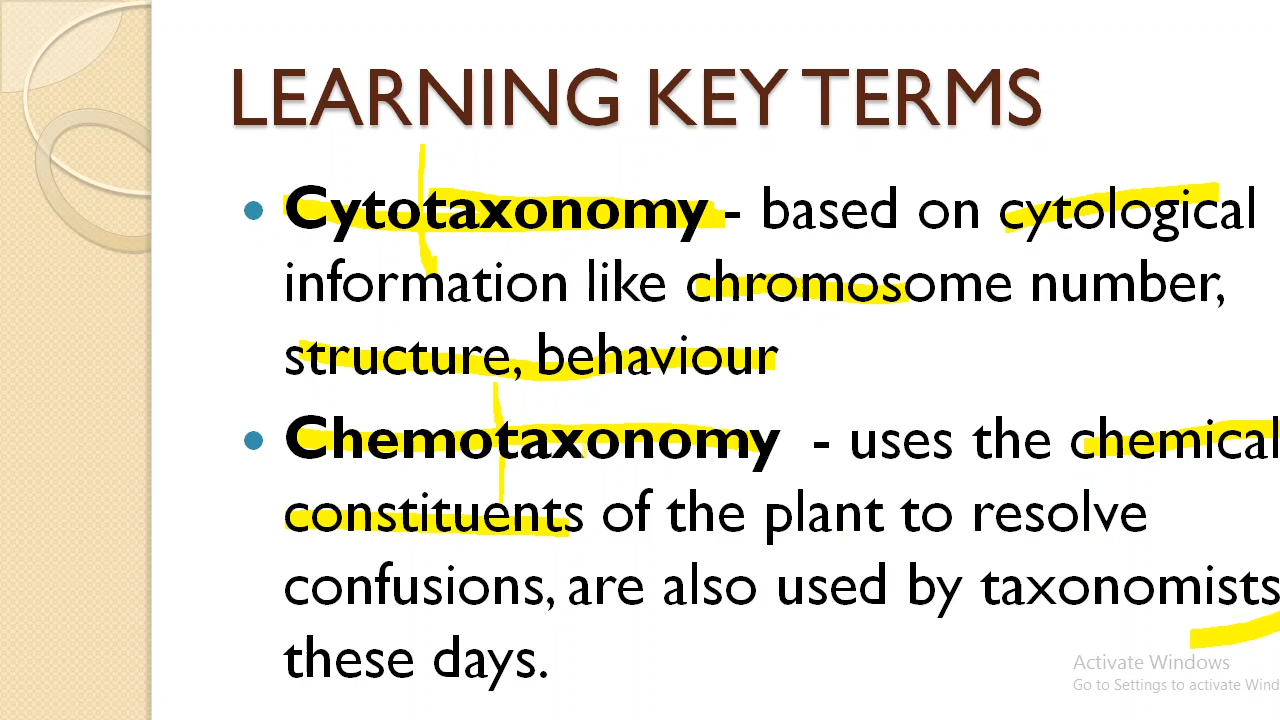 LEARNING KEY TERMS
• Cytotaxonomy - based on cytological
information like chromosome number,
structure, behaviour
• Chemotaxonomy - uses the chemical
constituents of the plant to resolve
confusions, are also used by taxonomists
these days.
Activate Windows
Go to Settings to activate Wind